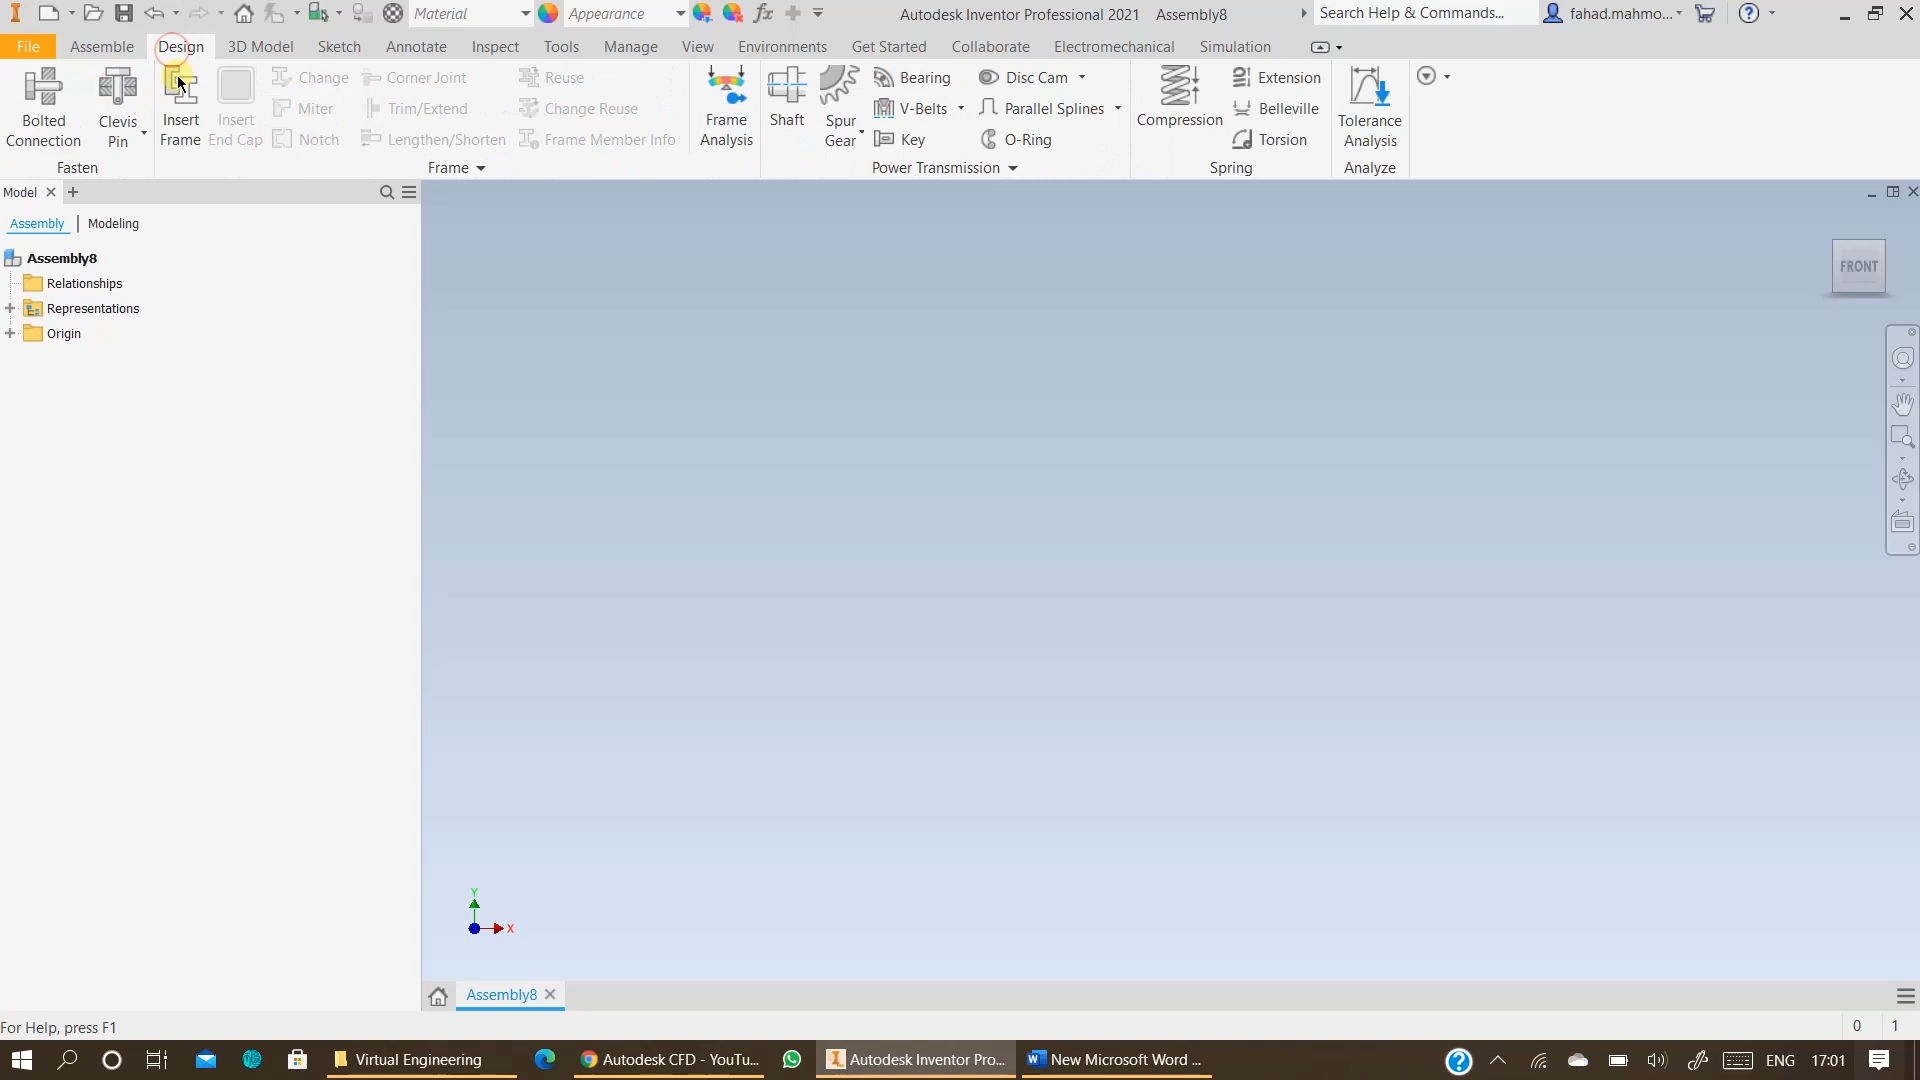 Material
Appearance
Autodesk Inventor Professional 2021 Assembly8
Search Help & Commands...
fahad.mahmo...
File Assemble Design 3D Model Sketch Annotate Inspect Tools Manage View Environments Get Started Collaborate Electromechanical Simulation
Bolted Connection
Clevis Pin
Fasten
Insert Frame
Insert End Cap
Change
Miter
Notch
Corner Joint
Trim/Extend
Lengthen/Shorten
Reuse
Change Reuse
Frame Member Info
Frame
Frame Analysis
Shaft
Spur Gear
Bearing
V-Belts
Key
Disc Cam
Parallel Splines
O-Ring
Power Transmission
Compression
Extension
Belleville
Torsion
Spring
Tolerance Analysis
Analyze
Model
Assembly | Modeling
Assembly8
Relationships
Representations
Origin
FRONT
Y
X
Assembly8
For Help, press F1
0 1
Virtual Engineering
Autodesk CFD - YouTu...
Autodesk Inventor Pro...
New Microsoft Word ...
ENG 17:01